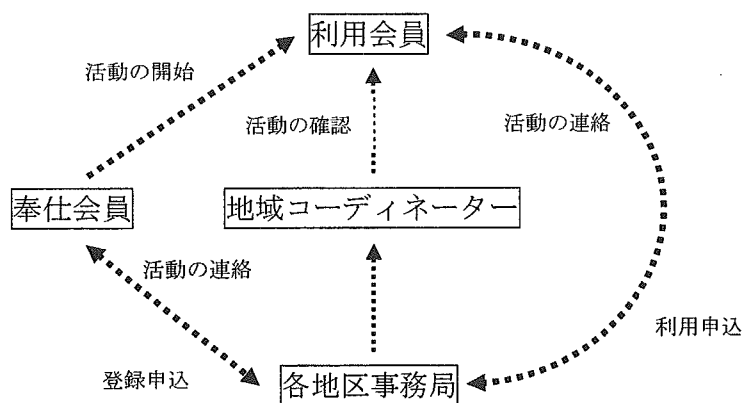 利用会員
活動の開始
活動の確認
活動の連絡
奉仕会員
地域コーディネーター
活動の連絡
利用申込
登録申込
各地区事務局